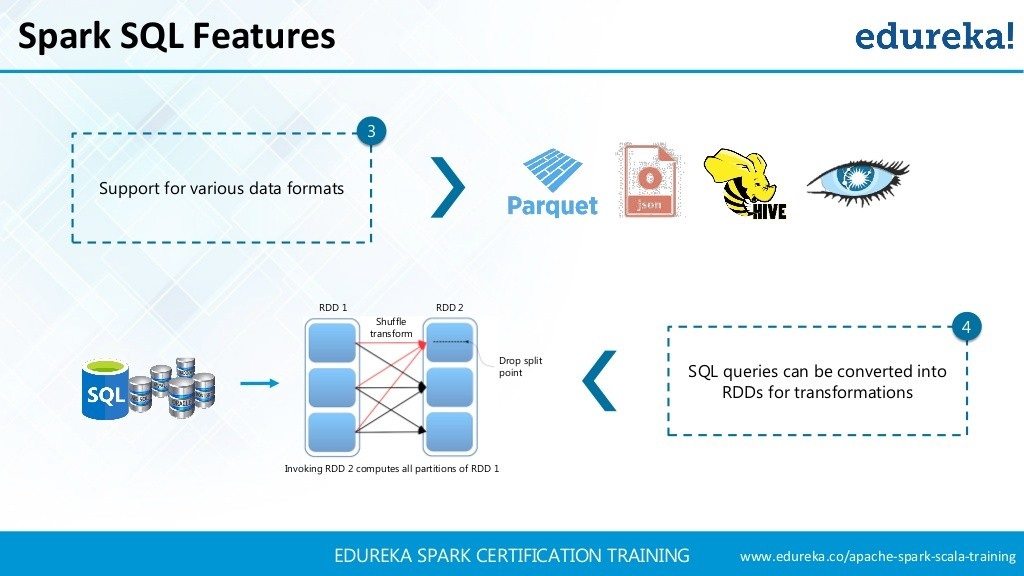 Spark SQL Features
edureka!
3
Support for various data formats
Parquet
json
HIVE
RDD 1
RDD 2
Shuffle
transform
Drop split
point
SQL
Invoking RDD 2 computes all partitions of RDD 1
4
SQL queries can be converted into
RDDs for transformations
EDUREKA SPARK CERTIFICATION TRAINING
www.edureka.co/apache-spark-scala-training